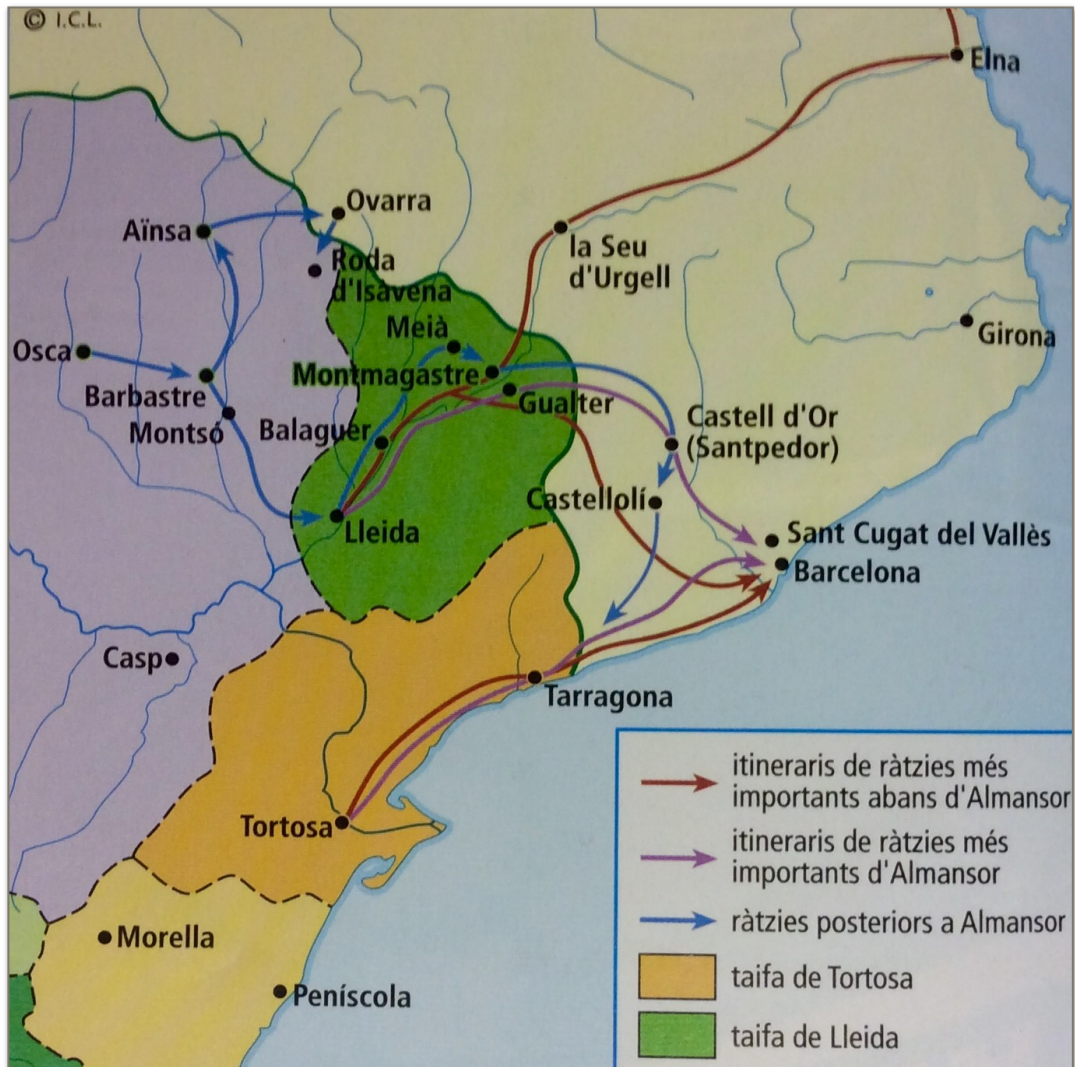 © I.C.L.
Elna
Ovarra
Aïnsa
la Seu
d'Urgell
Roda
d'Isàvena
Meià
Girona
Osca
Montmagastre
Barbastre
Gualter
Montsó
Balaguer
Castell d'Or
(Santpedor)
Castellolí
Lleida
Sant Cugat del Vallès
Barcelona
Casp
Tarragona
Tortosa
Morella
Peníscola
itineraris de ràtzies més
importants abans d'Almansor
itineraris de ràtzies més
importants d'Almansor
ràtzies posteriors a Almansor
taifa de Tortosa
taifa de Lleida